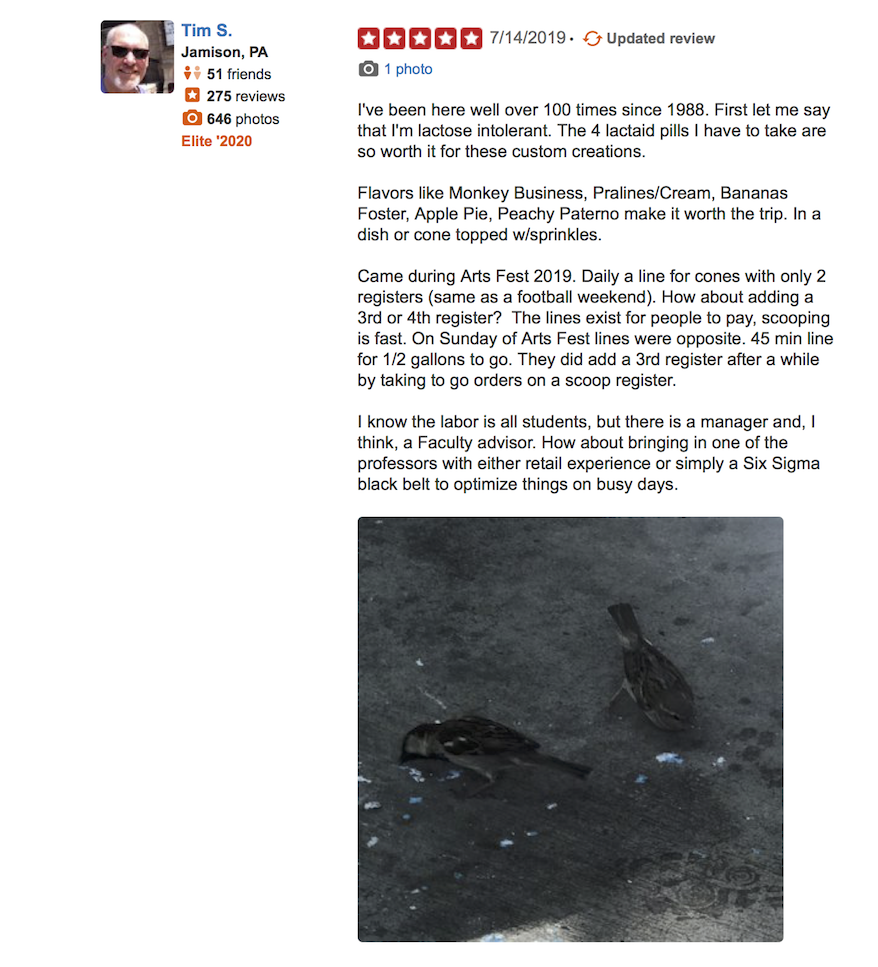 Tim S.
Jamison, PA
51 friends
275 reviews
646 photos
Elite '2020
7/14/2019 · Updated review
1 photo
I've been here well over 100 times since 1988. First let me say
that I'm lactose intolerant. The 4 lactaid pills I have to take are
so worth it for these custom creations.
Flavors like Monkey Business, Pralines/Cream, Bananas
Foster, Apple Pie, Peachy Paterno make it worth the trip. In a
dish or cone topped w/sprinkles.
Came during Arts Fest 2019. Daily a line for cones with only 2
registers (same as a football weekend). How about adding a
3rd or 4th register?  The lines exist for people to pay, scooping
is fast. On Sunday of Arts Fest lines were opposite. 45 min line
for 1/2 gallons to go. They did add a 3rd register after a while
by taking to go orders on a scoop register.
I know the labor is all students, but there is a manager and, I
think, a Faculty advisor. How about bringing in one of the
professors with either retail experience or simply a Six Sigma
black belt to optimize things on busy days.